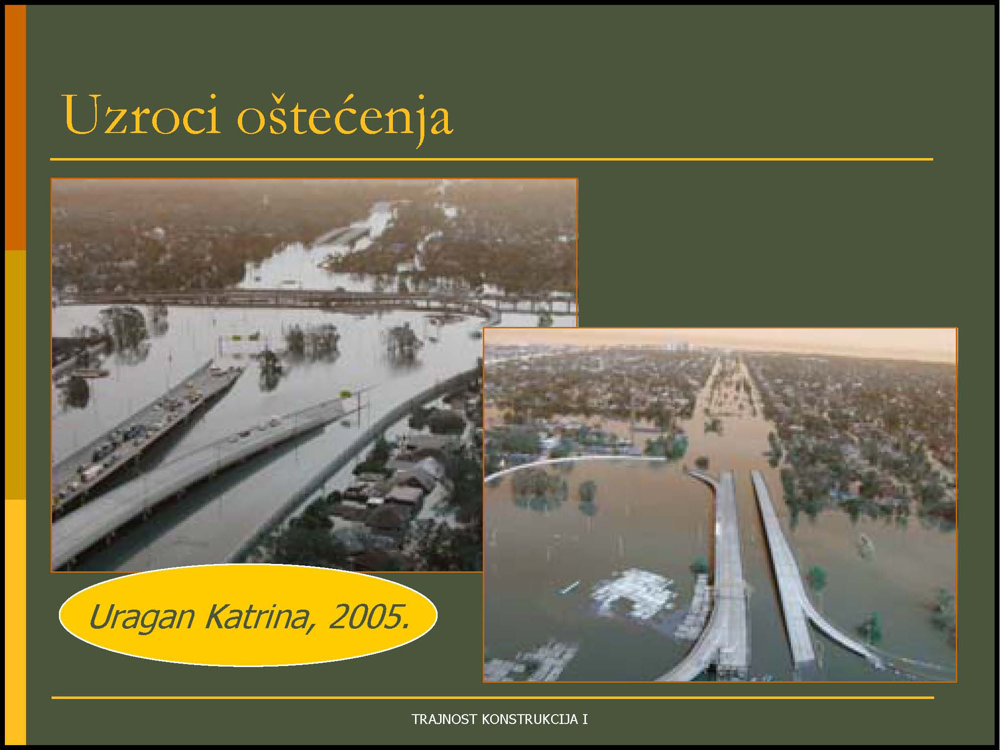 Uzroci oštećenja
Uragan Katrina, 2005.
TRAJNOST KONSTRUKCIJA I